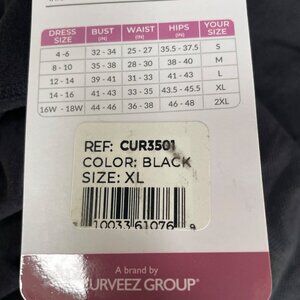 DRESS SIZE BUST (IN) WAIST (IN) HIPS (IN) YOUR SIZE
4 -6 32 - 34 25 - 27 35.5 - 37.5 S
8 - 10 35 - 38 28 - 30 38 - 40 M
12 - 14 39 - 41 31 - 33 41 - 43 L
14 - 16 41 - 43 33 - 35 43.5 - 45.5 XL
16W - 18W 44 - 46 36 - 38 46 - 48 2XL
REF: CUR3501
COLOR: BLACK
SIZE: XL
10033 61076
A brand by
URVEEZ GROUP®